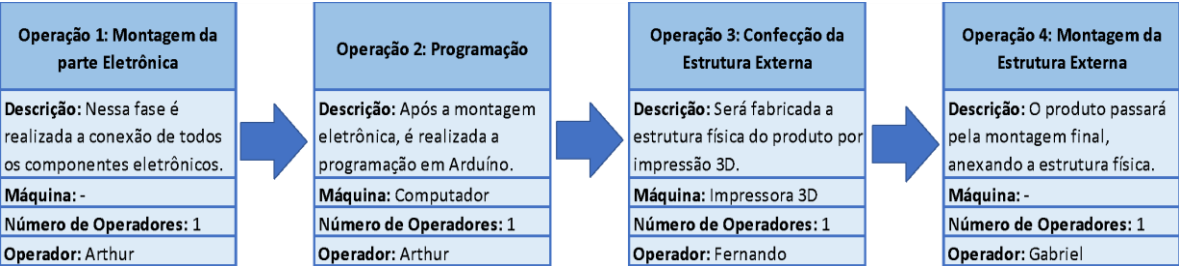 Operação 1: Montagem da
parte Eletrônica
Descrição: Nessa fase é
realizada a conexão de todos
os componentes eletrônicos.
Máquina: -
Número de Operadores: 1
Operador: Arthur
Operação 2: Programação
Descrição: Após a montagem
eletrônica, é realizada a
programação em Arduíno.
Máquina: Computador
Número de Operadores: 1
Operador: Arthur
Operação 3: Confecção da
Estrutura Externa
Descrição: Será fabricada a
estrutura física do produto por
impressão 3D.
Máquina: Impressora 3D
Número de Operadores: 1
Operador: Fernando
Operação 4: Montagem da
Estrutura Externa
Descrição: O produto passará
pela montagem final,
anexando a estrutura física.
Máquina: -
Número de Operadores: 1
Operador: Gabriel